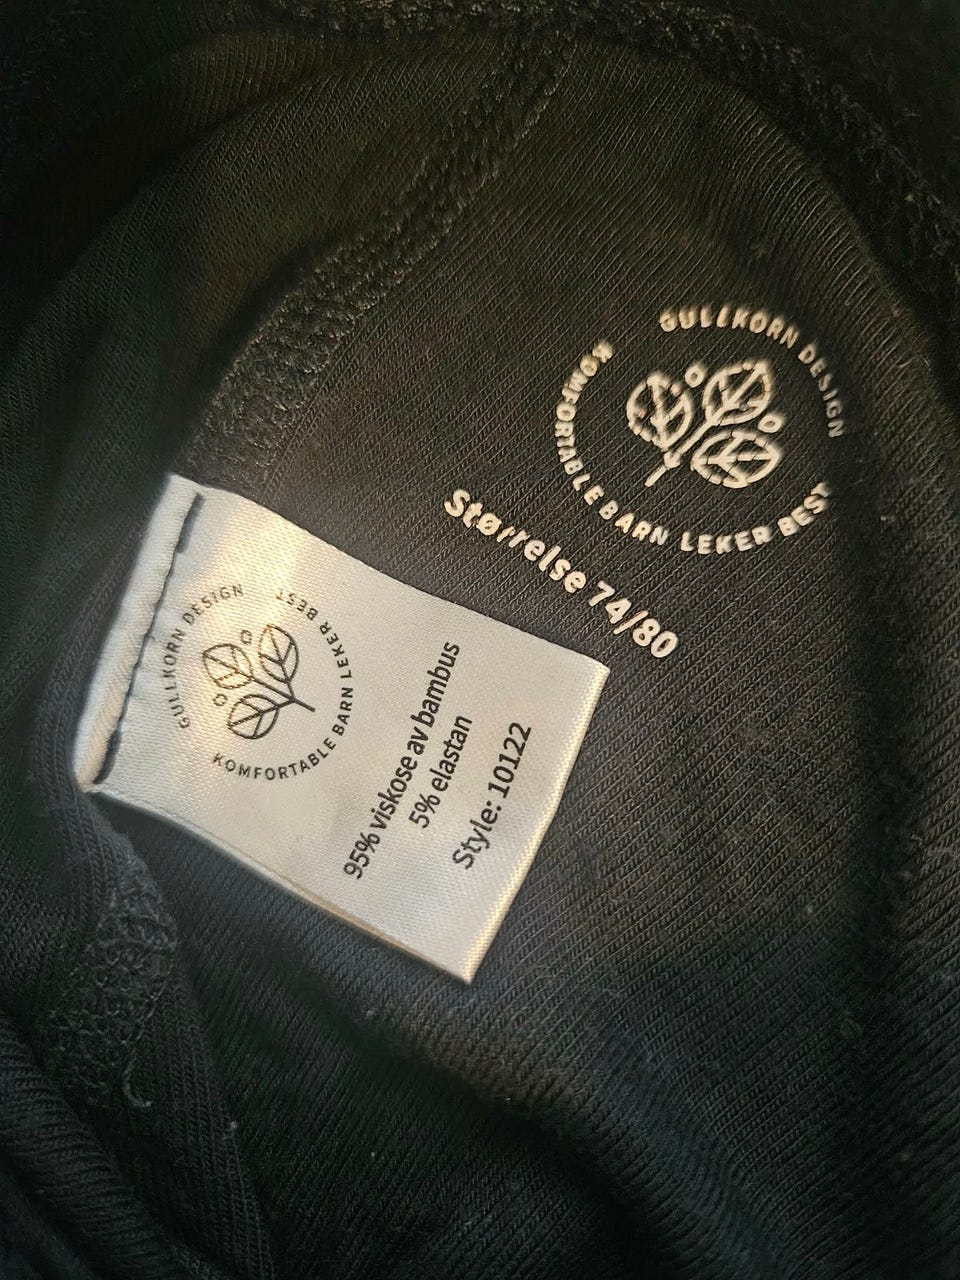 GULLKORN DESIGN
KOMFORTABLE BARN LEKER BEST
Størrelse 74/80
GULLKORN DESIGN
KOMFORTABLE BARN LEKER BEST
95% viskose av bambus
5% elastan
Style: 10122